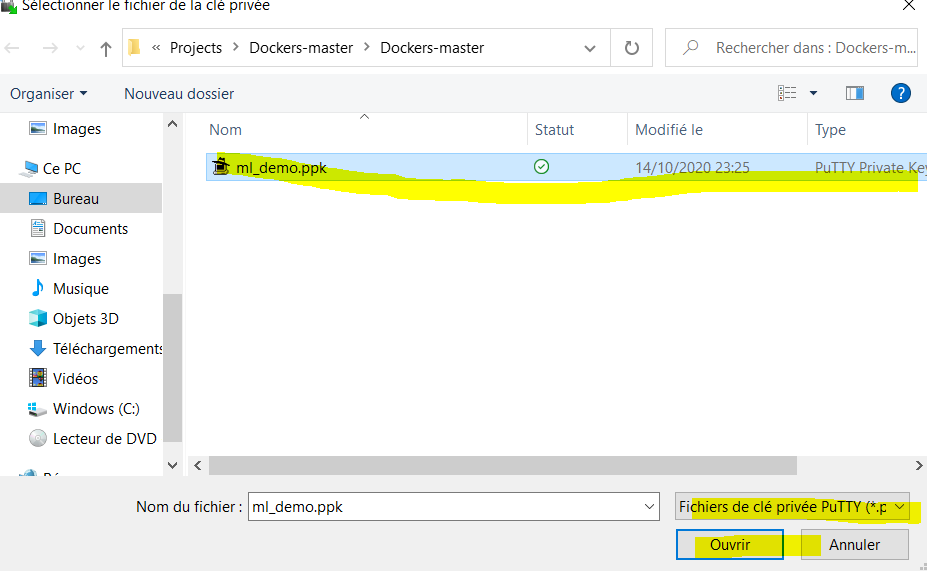 Sélectionner le fichier de la clé privée
« Projects > Dockers-master > Dockers-master
Rechercher dans : Dockers-m...
Organiser
Nouveau dossier
?
Images
Ce PC
Bureau
Documents
Images
Musique
Objets 3D
Téléchargements
Vidéos
Windows (C:)
Lecteur de DVD
Nom Statut Modifié le Type
ml_demo.ppk 14/10/2020 23:25 PuTTY Private Key
Nom du fichier : ml_demo.ppk
Fichiers de clé privée PuTTY (*.p
Ouvrir Annuler